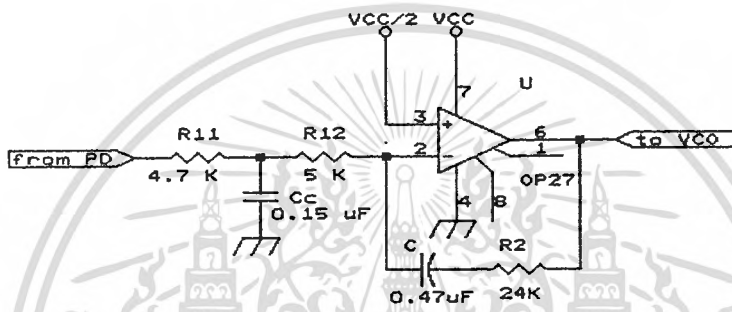 VCC/2 VCC
7
U
R11
R12
3
+
6
to VCO
from PD
2
-
1
4.7 K
5 K
OP27
Cc
4
8
0.15 uF
C
R2
0.47uF
24K